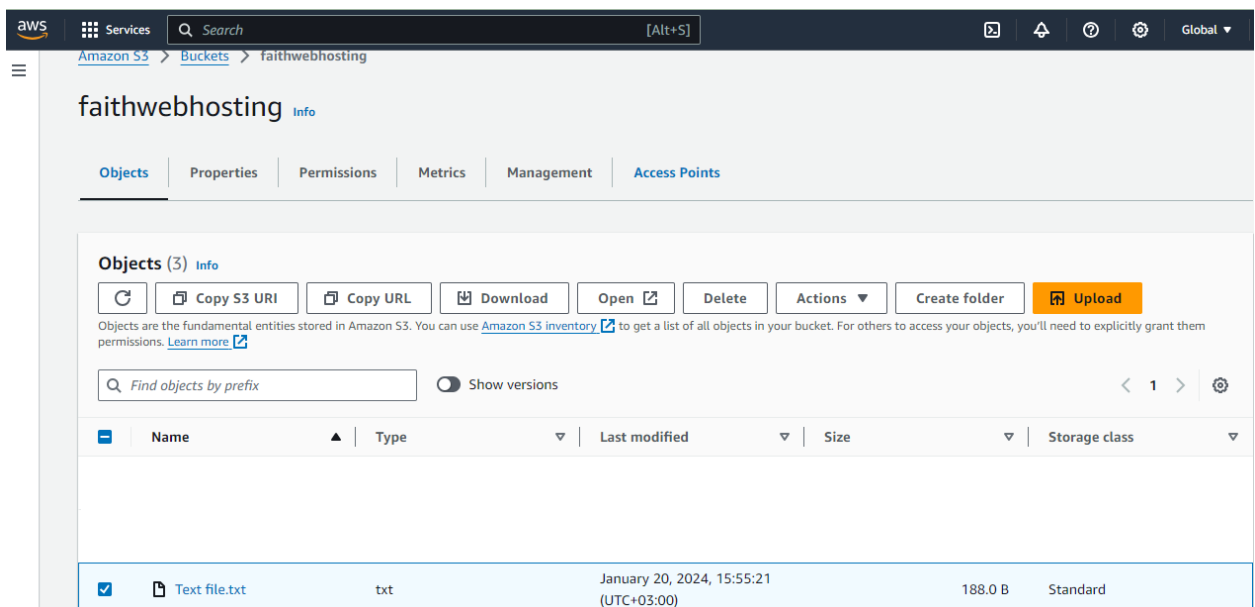 aws Services Search [Alt+S] Global
Amazon S3 > Buckets > faithwebhosting
faithwebhosting Info
Objects Properties Permissions Metrics Management Access Points
Objects (3) Info
Copy S3 URI Copy URL Download Open Delete Actions Create folder Upload
Objects are the fundamental entities stored in Amazon S3. You can use Amazon S3 inventory to get a list of all objects in your bucket. For others to access your objects, you'll need to explicitly grant them
permissions. Learn more
Find objects by prefix Show versions < 1 >
Name Type Last modified Size Storage class
Text file.txt txt January 20, 2024, 15:55:21 188.0 B Standard
(UTC+03:00)